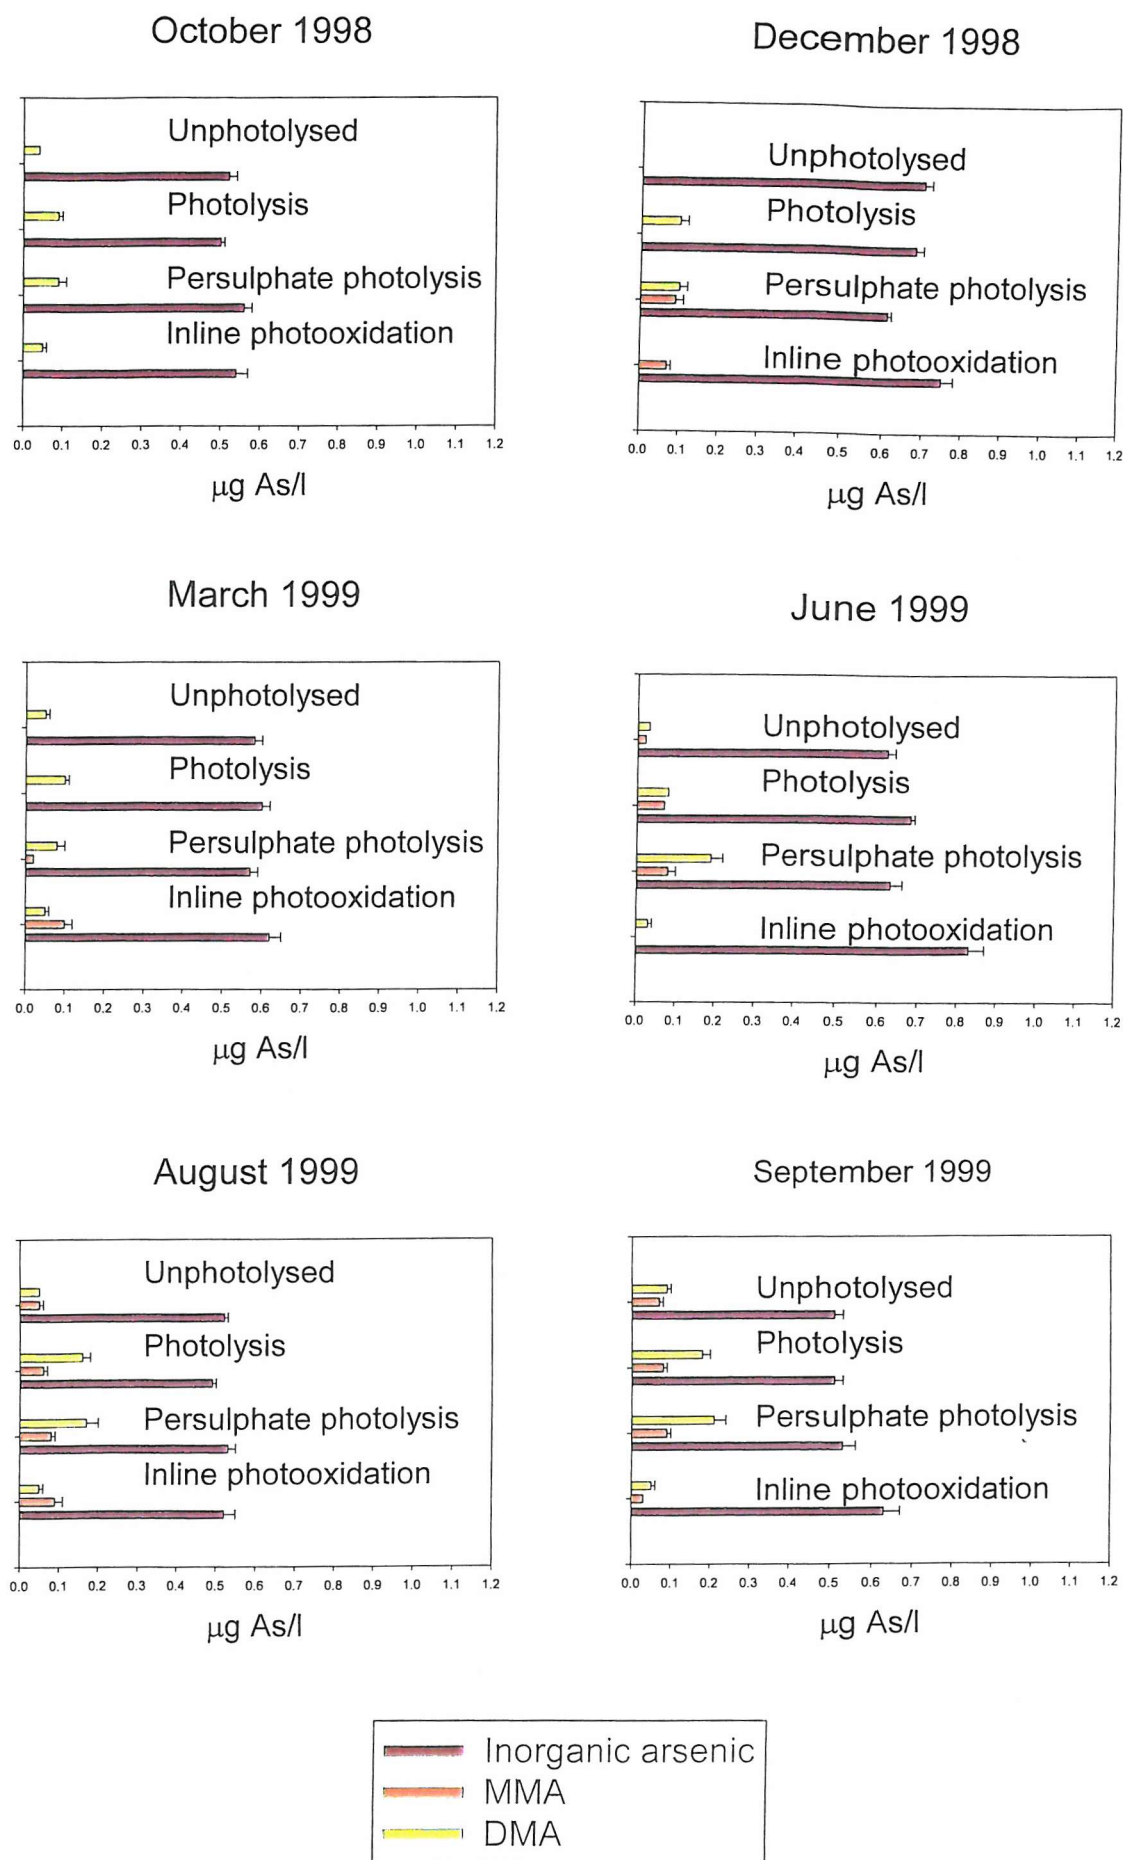 October 1998
Unphotolysed
Photolysis
Persulphate photolysis
Inline photooxidation
0.0 0.1 0.2 0.3 0.4 0.5 0.6 0.7 0.8 0.9 1.0 1.1 1.2
µg As/l
December 1998
Unphotolysed
Photolysis
Persulphate photolysis
Inline photooxidation
0.0 0.1 0.2 0.3 0.4 0.5 0.6 0.7 0.8 0.9 1.0 1.1 1.2
µg As/l
March 1999
Unphotolysed
Photolysis
Persulphate photolysis
Inline photooxidation
0.0 0.1 0.2 0.3 0.4 0.5 0.6 0.7 0.8 0.9 1.0 1.1 1.2
µg As/l
June 1999
Unphotolysed
Photolysis
Persulphate photolysis
Inline photooxidation
0.0 0.1 0.2 0.3 0.4 0.5 0.6 0.7 0.8 0.9 1.0 1.1 1.2
µg As/l
August 1999
Unphotolysed
Photolysis
Persulphate photolysis
Inline photooxidation
0.0 0.1 0.2 0.3 0.4 0.5 0.6 0.7 0.8 0.9 1.0 1.1 1.2
µg As/l
September 1999
Unphotolysed
Photolysis
Persulphate photolysis
Inline photooxidation
0.0 0.1 0.2 0.3 0.4 0.5 0.6 0.7 0.8 0.9 1.0 1.1 1.2
µg As/l
Inorganic arsenic
MMA
DMA